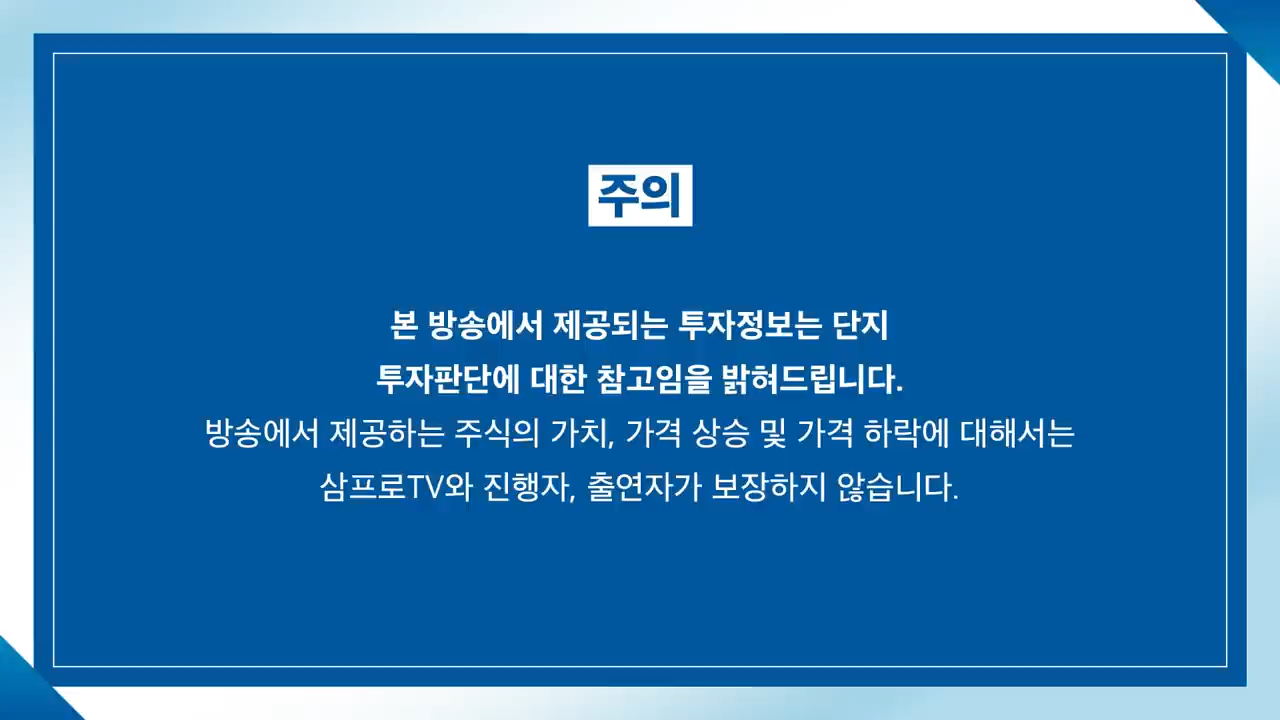 주의
본 방송에서 제공되는 투자정보는 단지
투자판단에 대한 참고임을 밝혀드립니다.
방송에서 제공하는 주식의 가치, 가격 상승 및 가격 하락에 대해서는
삼프로TV와 진행자, 출연자가 보장하지 않습니다.